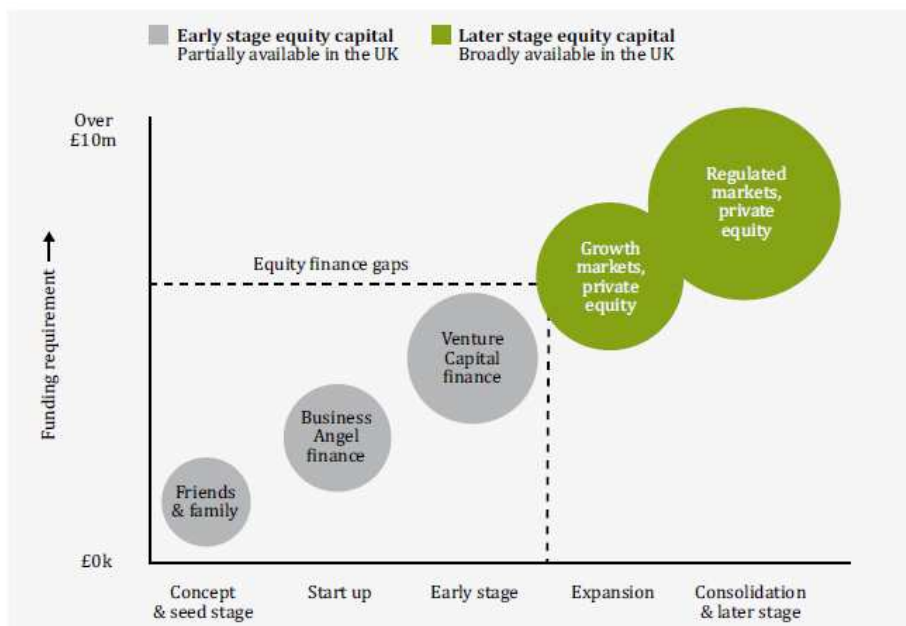 Early stage equity capital
Partially available in the UK
Later stage equity capital
Broadly available in the UK
Over
£10m
Regulated
markets,
private
equity
Growth
markets,
private
equity
Equity finance gaps
Venture
Capital
finance
Funding requirement
Business
Angel
finance
Friends
& family
£0k
Concept
& seed stage
Start up
Early stage
Expansion
Consolidation
& later stage